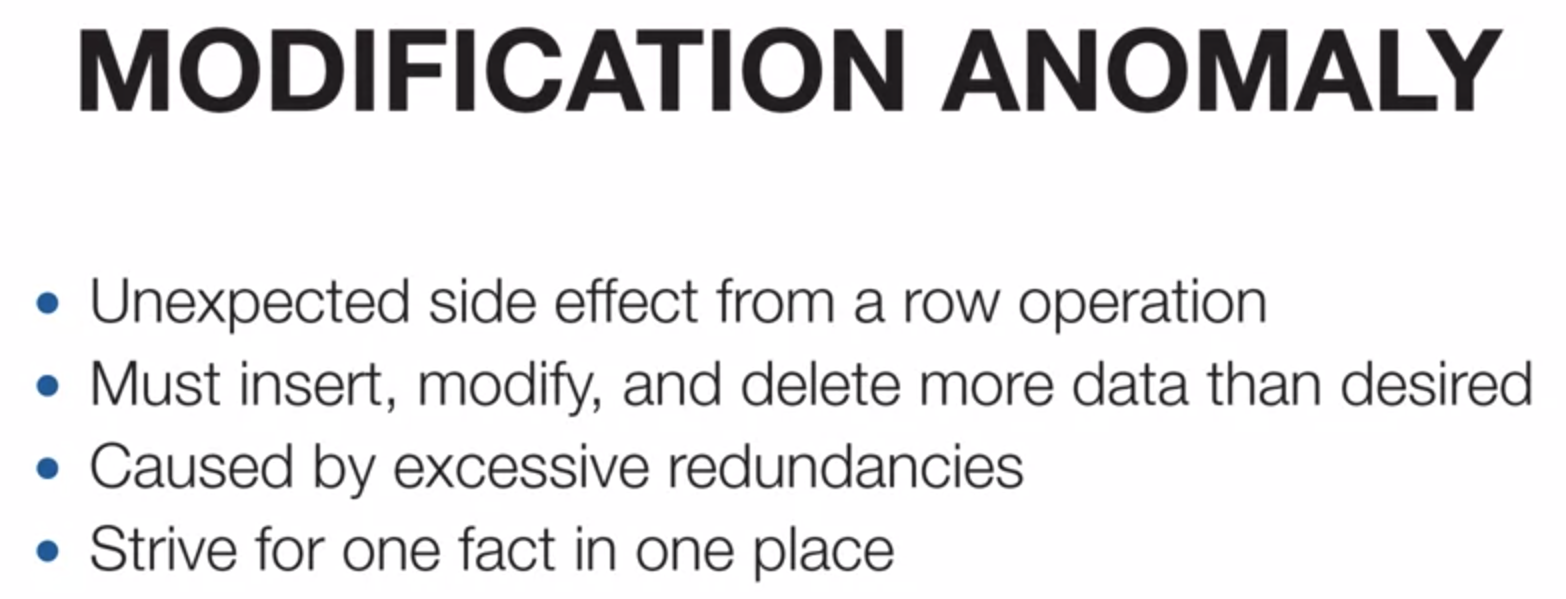 MODIFICATION ANOMALY
• Unexpected side effect from a row operation
• Must insert, modify, and delete more data than desired
• Caused by excessive redundancies
• Strive for one fact in one place